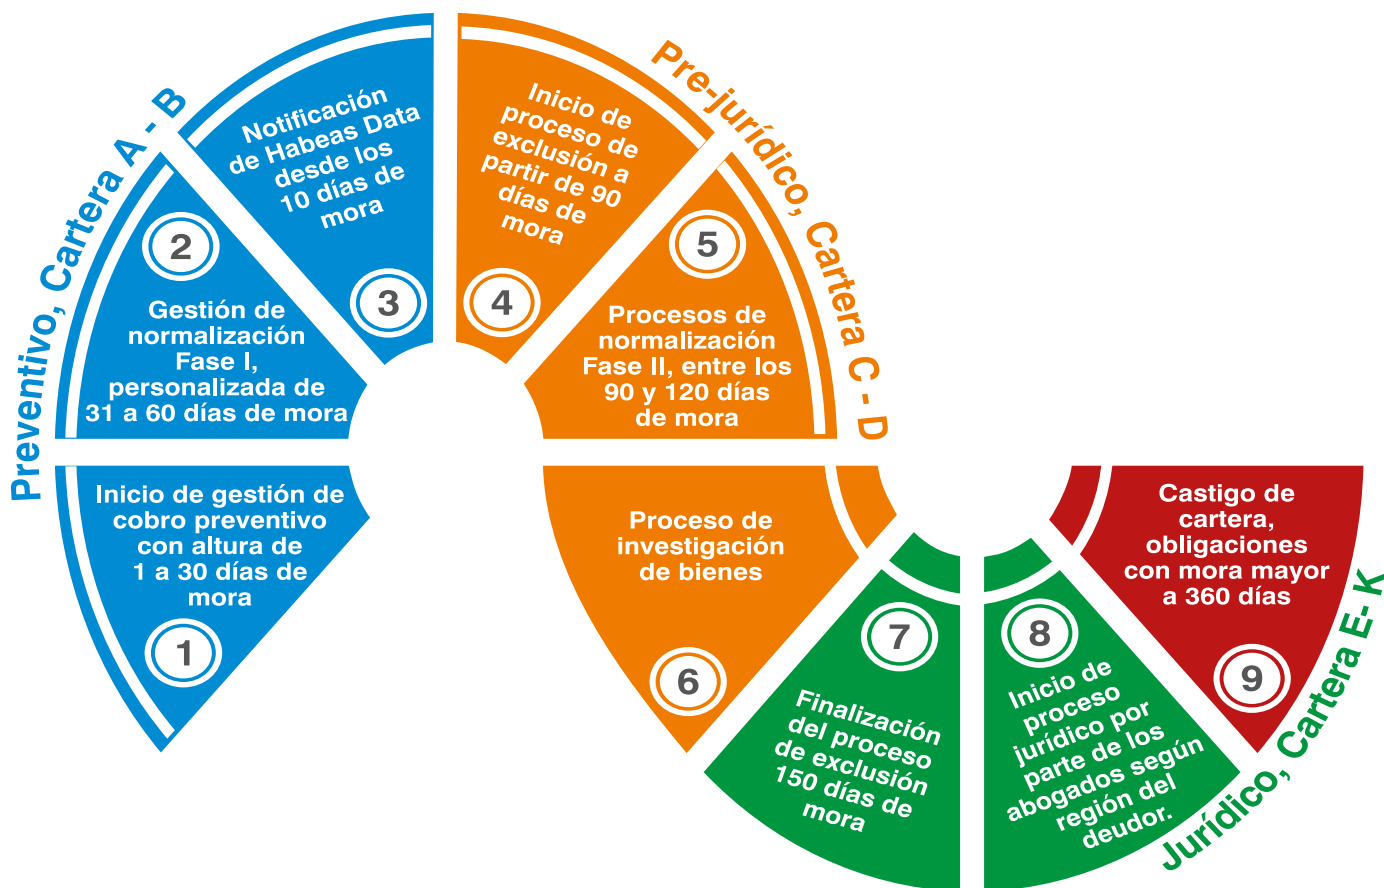 Preventivo, Cartera A - B
Inicio de gestión de
cobro preventivo
con altura de
1 a 30 días de
mora
1
2
Gestión de
normalización
Fase I,
personalizada de
31 a 60 días de mora
Notificación
de Habeas Data
desde los
10 días de
mora
3
Pre-jurídico, Cartera C - D
Inicio de
proceso de
exclusión a
partir de 90
días de
mora
4
5
Procesos de
normalización
Fase II, entre los
90 y 120 días
de mora
Proceso de
investigación
de bienes
6
7
Finalización
del proceso
de exclusión
150 días de
mora
8
Inicio de
proceso
jurídico por
parte de los
abogados según
región del
deudor.
Castigo de
cartera,
obligaciones
con mora mayor
a 360 días
9
Jurídico, Cartera E- K